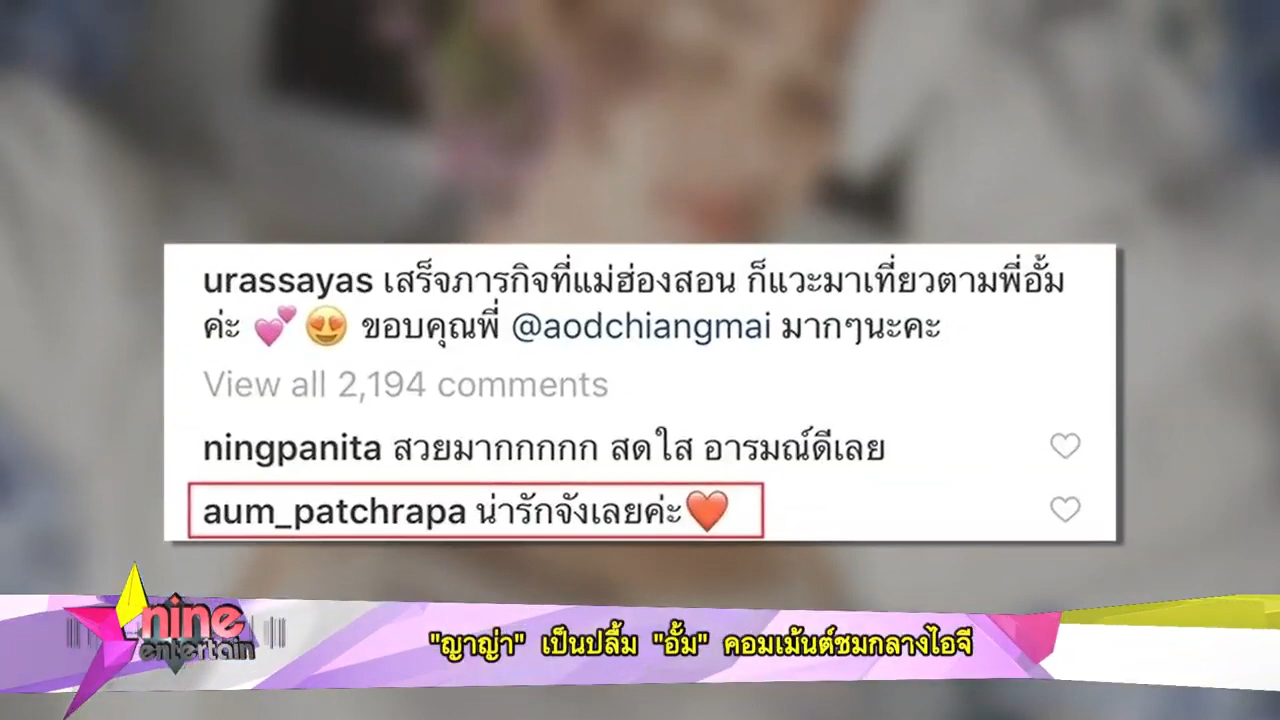 urassayas เสร็จภารกิจที่แม่ฮ่องสอน ก็แวะมาเที่ยวตามพี่อั้ม
ค่ะ 💕 😍 ขอบคุณพี่ @aodchiangmai มากๆนะคะ
View all 2,194 comments
ningpanita สวยมากกกกก สดใส อารมณ์ดีเลย
aum_patchrapa น่ารักจังเลยค่ะ❤️
nine
entertain
"ญาญ่า" เป็นปลื้ม "อั้ม" คอมเม้นต์ชมกลางไอจี